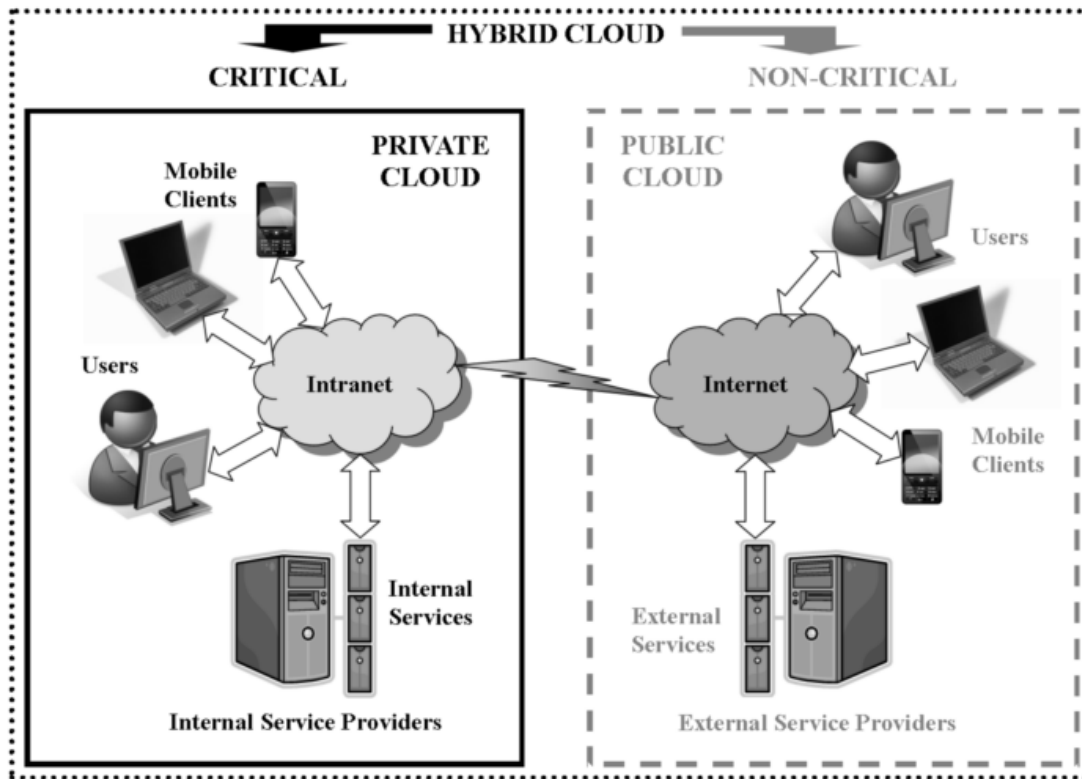 HYBRID CLOUD
CRITICAL
NON-CRITICAL
PRIVATE
CLOUD
Mobile
Clients
Users
Intranet
Internal
Services
Internal Service Providers
PUBLIC
CLOUD
Users
Internet
Mobile
Clients
External
Services
External Service Providers